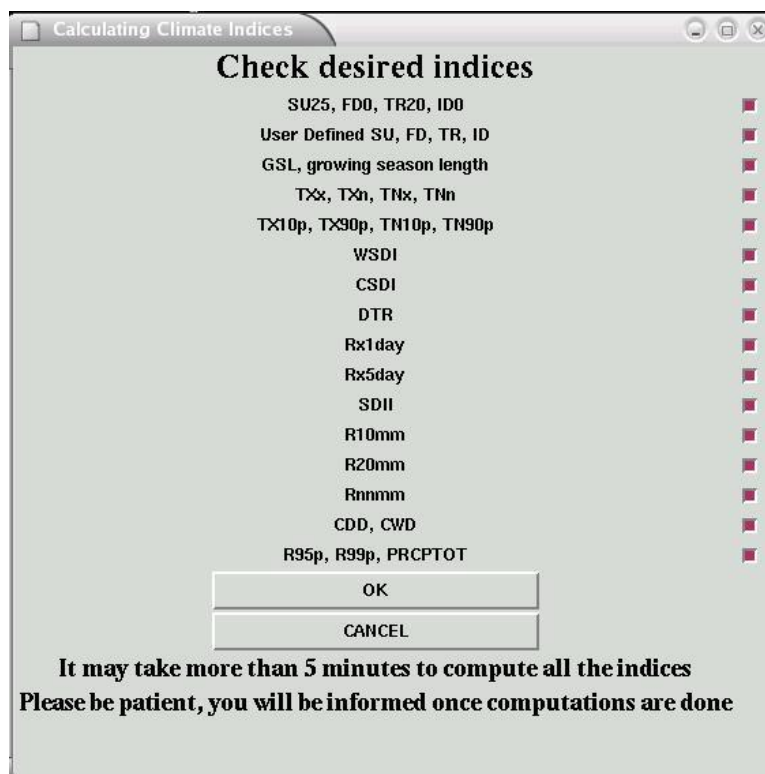 Calculating Climate Indices
Check desired indices
SU25, FD0, TR20, ID0
User Defined SU, FD, TR, ID
GSL, growing season length
TXx, TXn, TNx, TNn
TX10p, TX90p, TN10p, TN90p
WSDI
CSDI
DTR
Rx1day
Rx5day
SDII
R10mm
R20mm
Rnnmm
CDD, CWD
R95p, R99p, PRCPTOT
OK
CANCEL
It may take more than 5 minutes to compute all the indices
Please be patient, you will be informed once computations are done